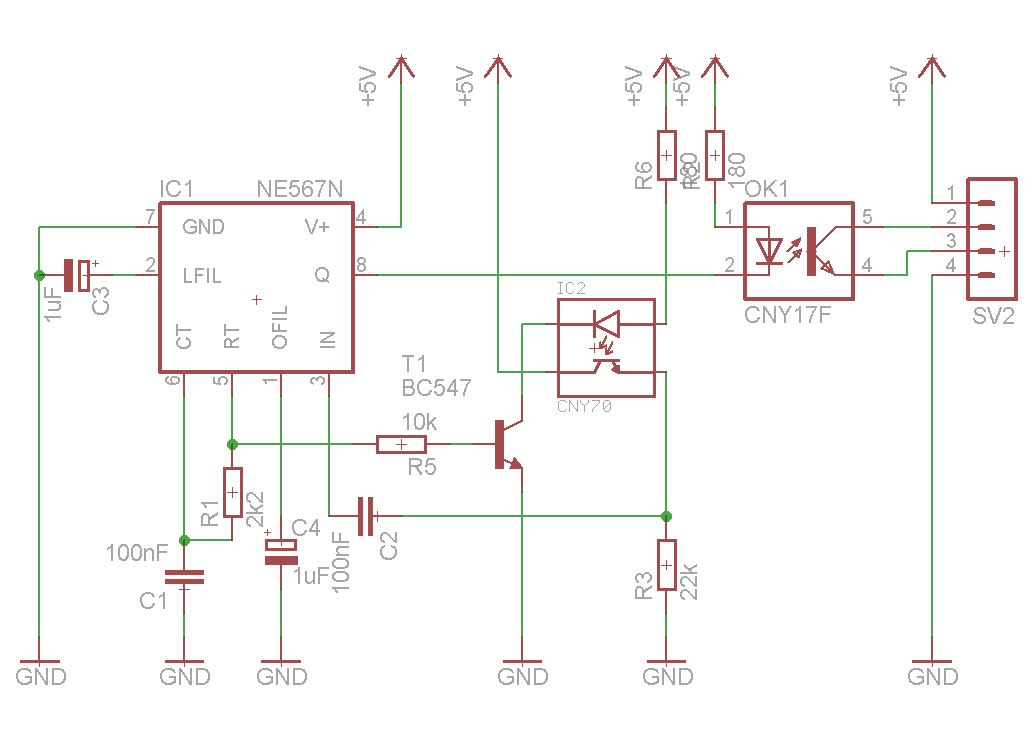 +5V
+5V
+5V
+5V
+5V
R6
180
180
IC1
NE567N
OK1
7
GND
V+
4
1
5
1
2
3
4
2
LFIL
Q
8
2
4
1uF
C3
CT
RT
OFIL
IN
IC2
CNY17F
SV2
6
5
1
3
T1
BC547
CNY70
10k
R5
R1
2k2
C4
100nF
1uF
100nF
C2
C1
R3
22k
GND
GND
GND
GND
GND
GND